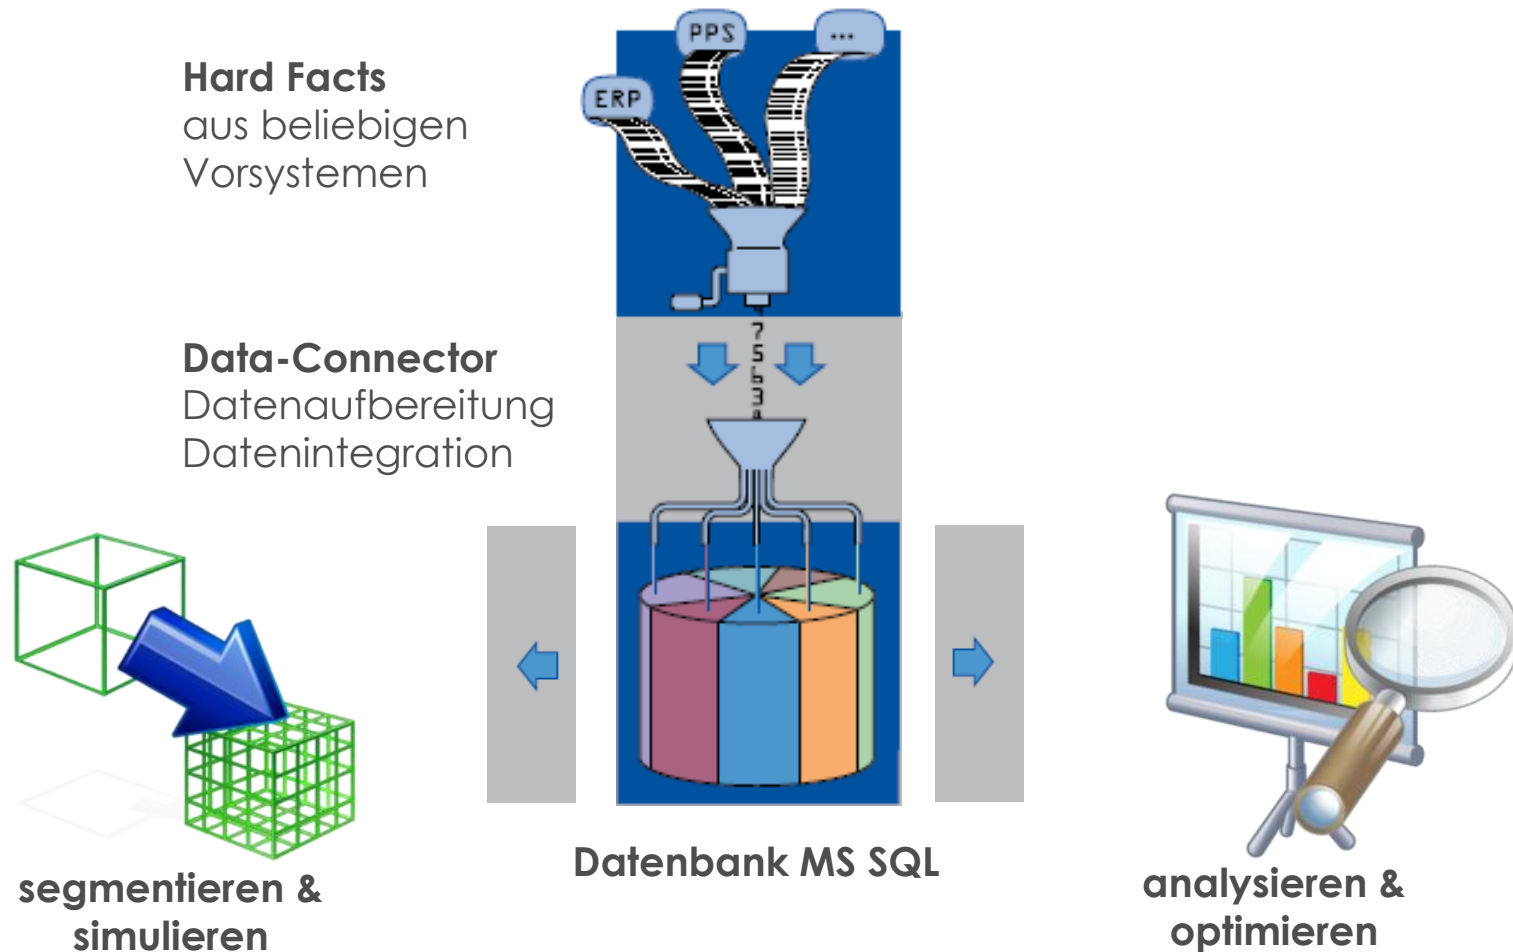 PPS
...
ERP
Hard Facts
aus beliebigen
Vorsystemen
Data-Connector
Datenaufbereitung
Datenintegration
7
5
6
3
Datenbank MS SQL
segmentieren &
simulieren
analysieren &
optimieren